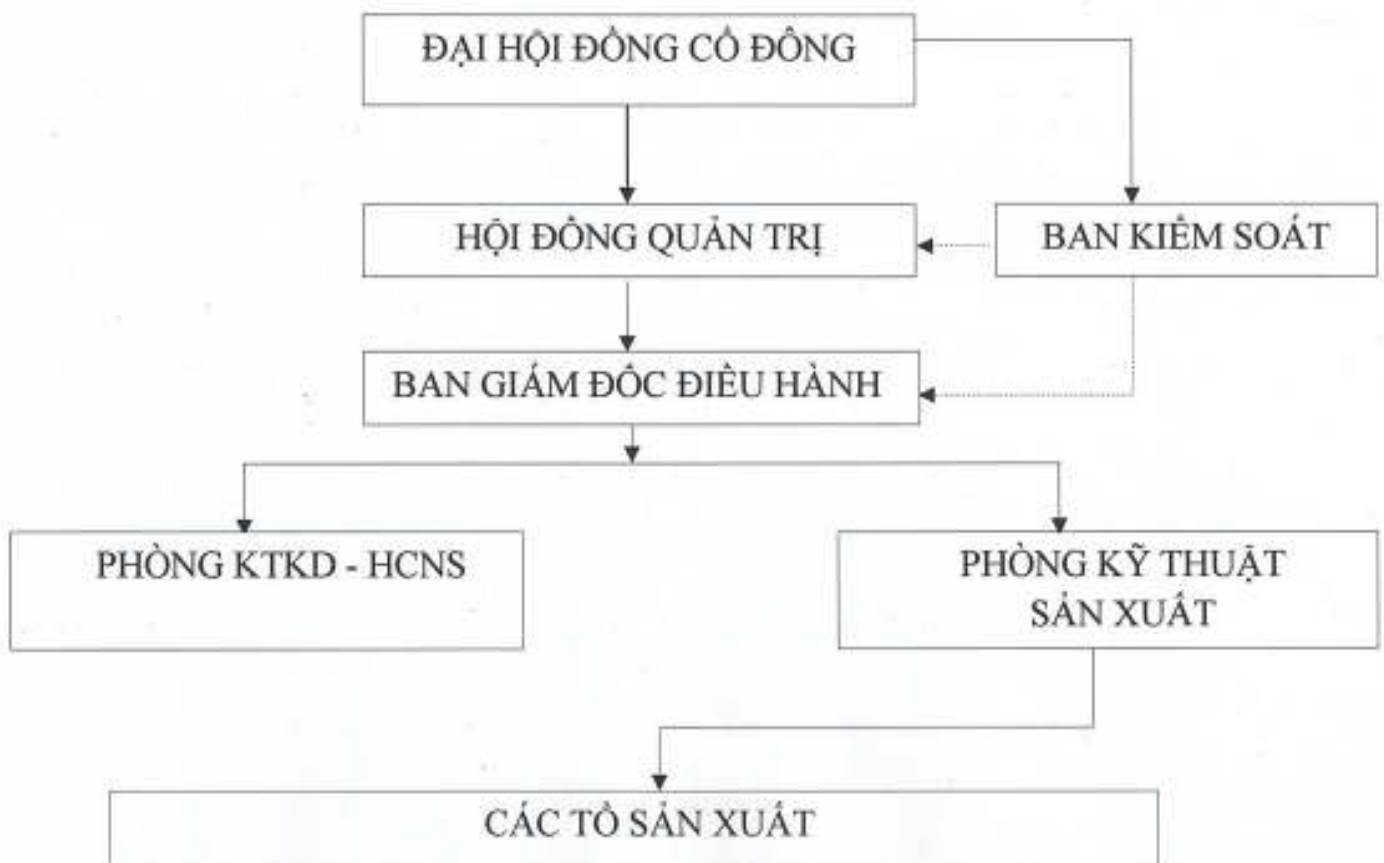 ĐẠI HỘI ĐỒNG CỔ ĐÔNG
HỘI ĐỒNG QUẢN TRỊ
BAN KIỂM SOÁT
BAN GIÁM ĐỐC ĐIỀU HÀNH
PHÒNG KTKD - HCNS
PHÒNG KỸ THUẬT
SẢN XUẤT
CÁC TỔ SẢN XUẤT